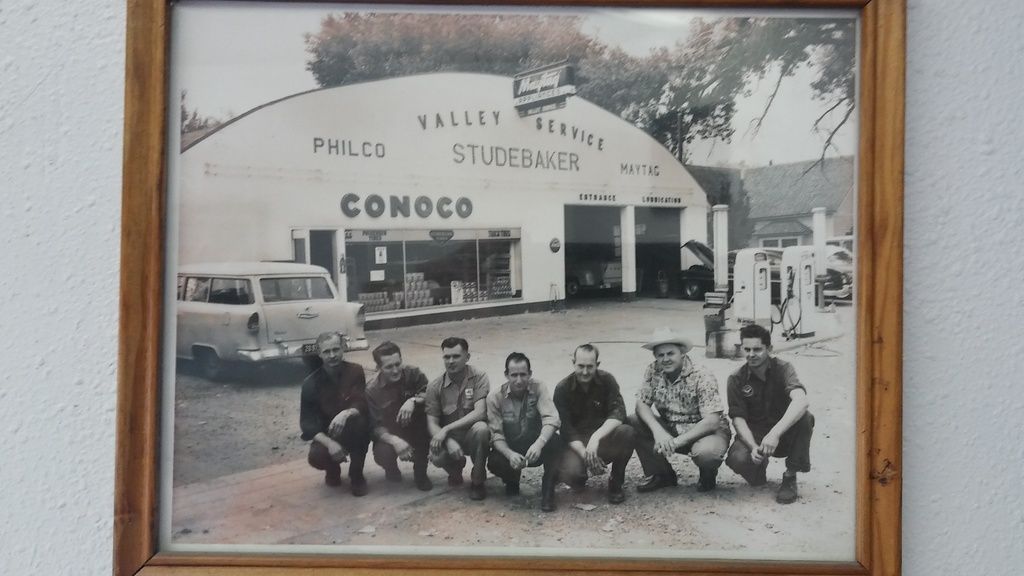 VALLEY SERVICE
PHILCO
STUDEBAKER
MAYTAG
CONOCO
ENTRANCE LUBRICATION